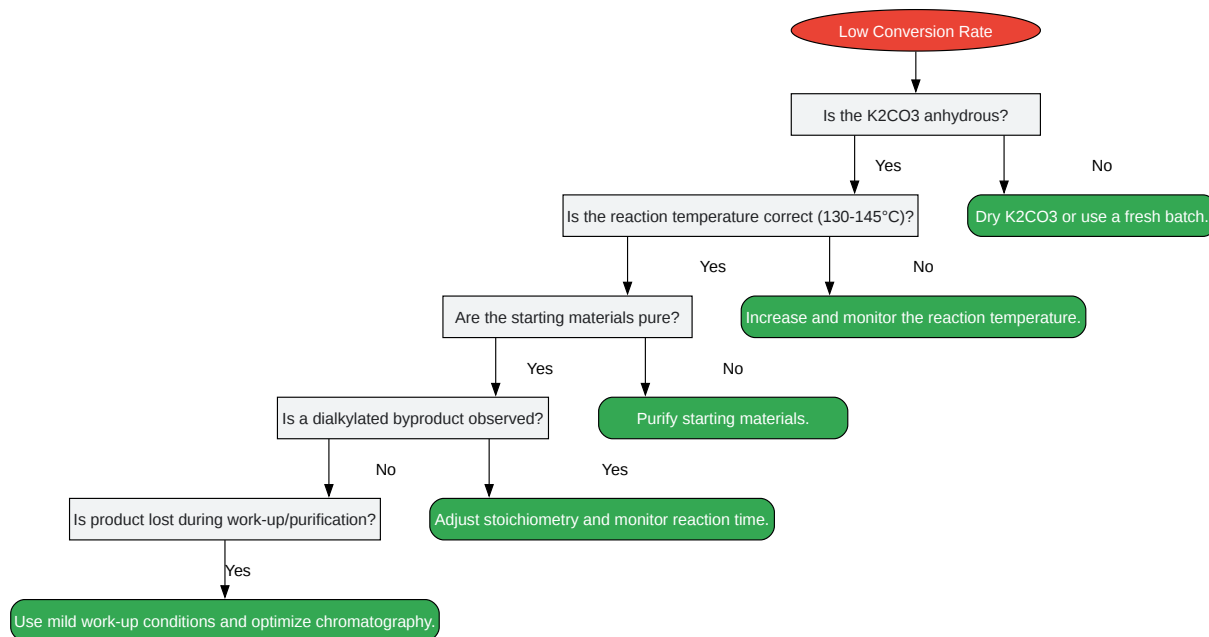 Low Conversion Rate
Is the K2CO3 anhydrous?
Yes
No
Is the reaction temperature correct (130-145°C)?
Dry K2CO3 or use a fresh batch.
Yes
No
Are the starting materials pure?
Increase and monitor the reaction temperature.
Yes
No
Is a dialkylated byproduct observed?
Purify starting materials.
No
Yes
Is product lost during work-up/purification?
Adjust stoichiometry and monitor reaction time.
Yes
Use mild work-up conditions and optimize chromatography.